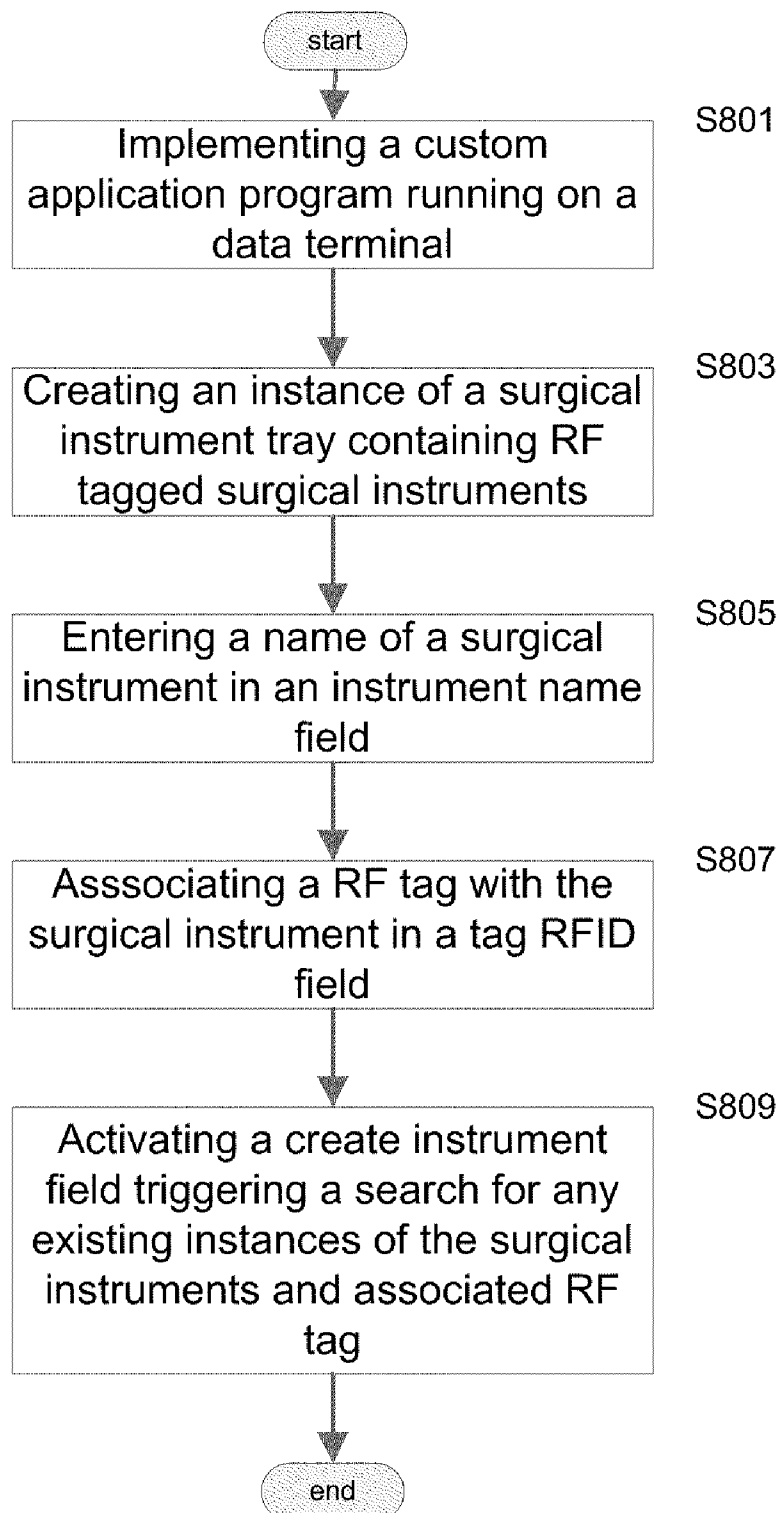 start
S801
Implementing a custom
application program running on a
data terminal
S803
Creating an instance of a surgical
instrument tray containing RF
tagged surgical instruments
S805
Entering a name of a surgical
instrument in an instrument name
field
S807
Asssociating a RF tag with the
surgical instrument in a tag RFID
field
S809
Activating a create instrument
field triggering a search for any
existing instances of the surgical
instruments and associated RF
tag
end